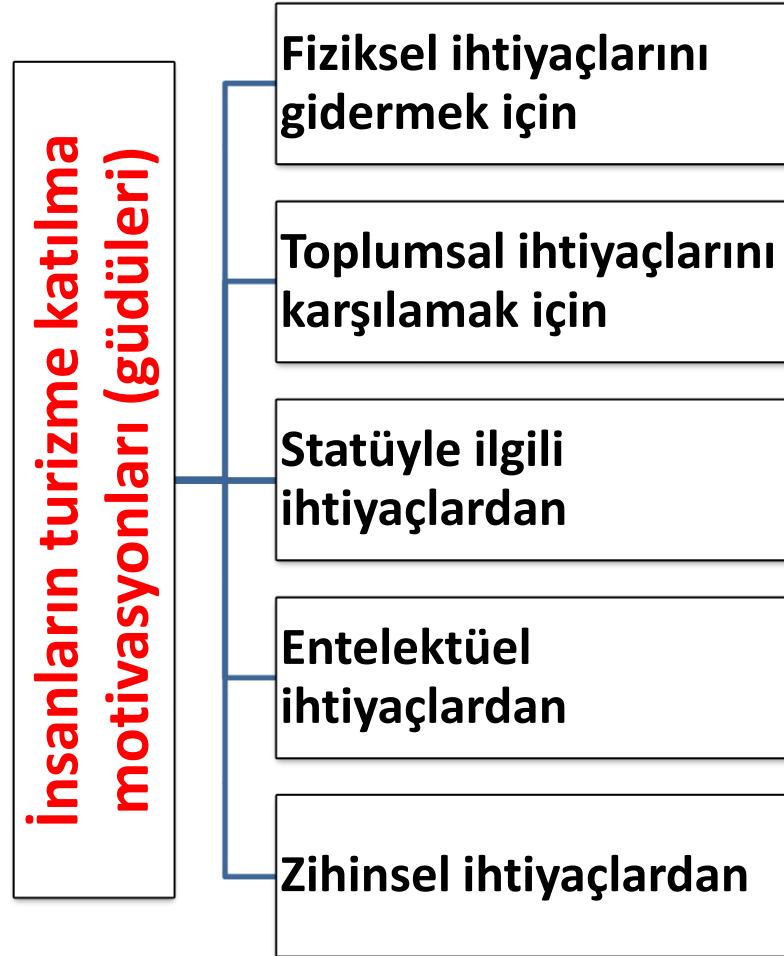 İnsanların turizme katılma
motivasyonları (güdüleri)
Fiziksel ihtiyaçlarını
gidermek için
Toplumsal ihtiyaçlarını
karşılamak için
Statüyle ilgili
ihtiyaçlardan
Entelektüel
ihtiyaçlardan
Zihinsel ihtiyaçlardan